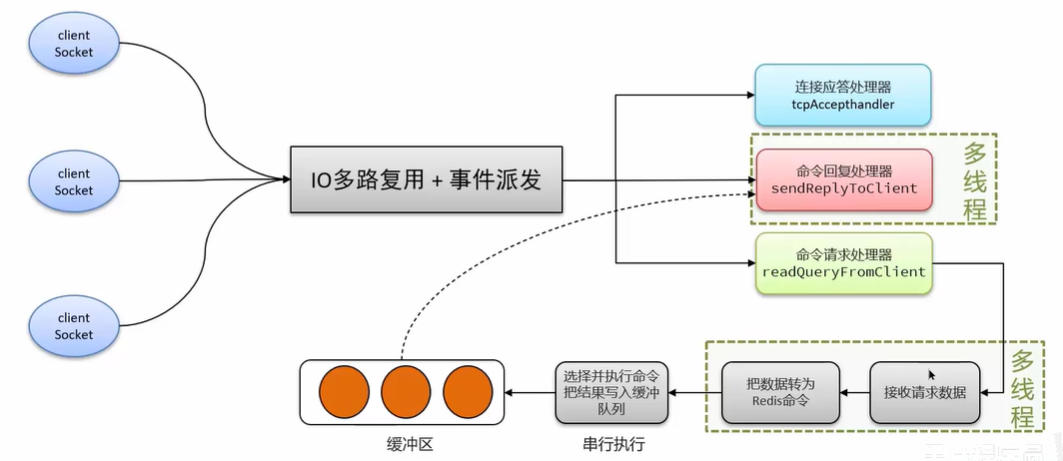 client
Socket
client
Socket
client
Socket
IO多路复用 + 事件派发
连接应答处理器
tcpAccepthandler
命令回复处理器
sendReplyToClient
多线程
命令请求处理器
readQueryFromClient
选择并执行命令
把结果写入缓冲
队列
把数据转为
Redis命令
接收请求数据
多线程
缓冲区
串行执行